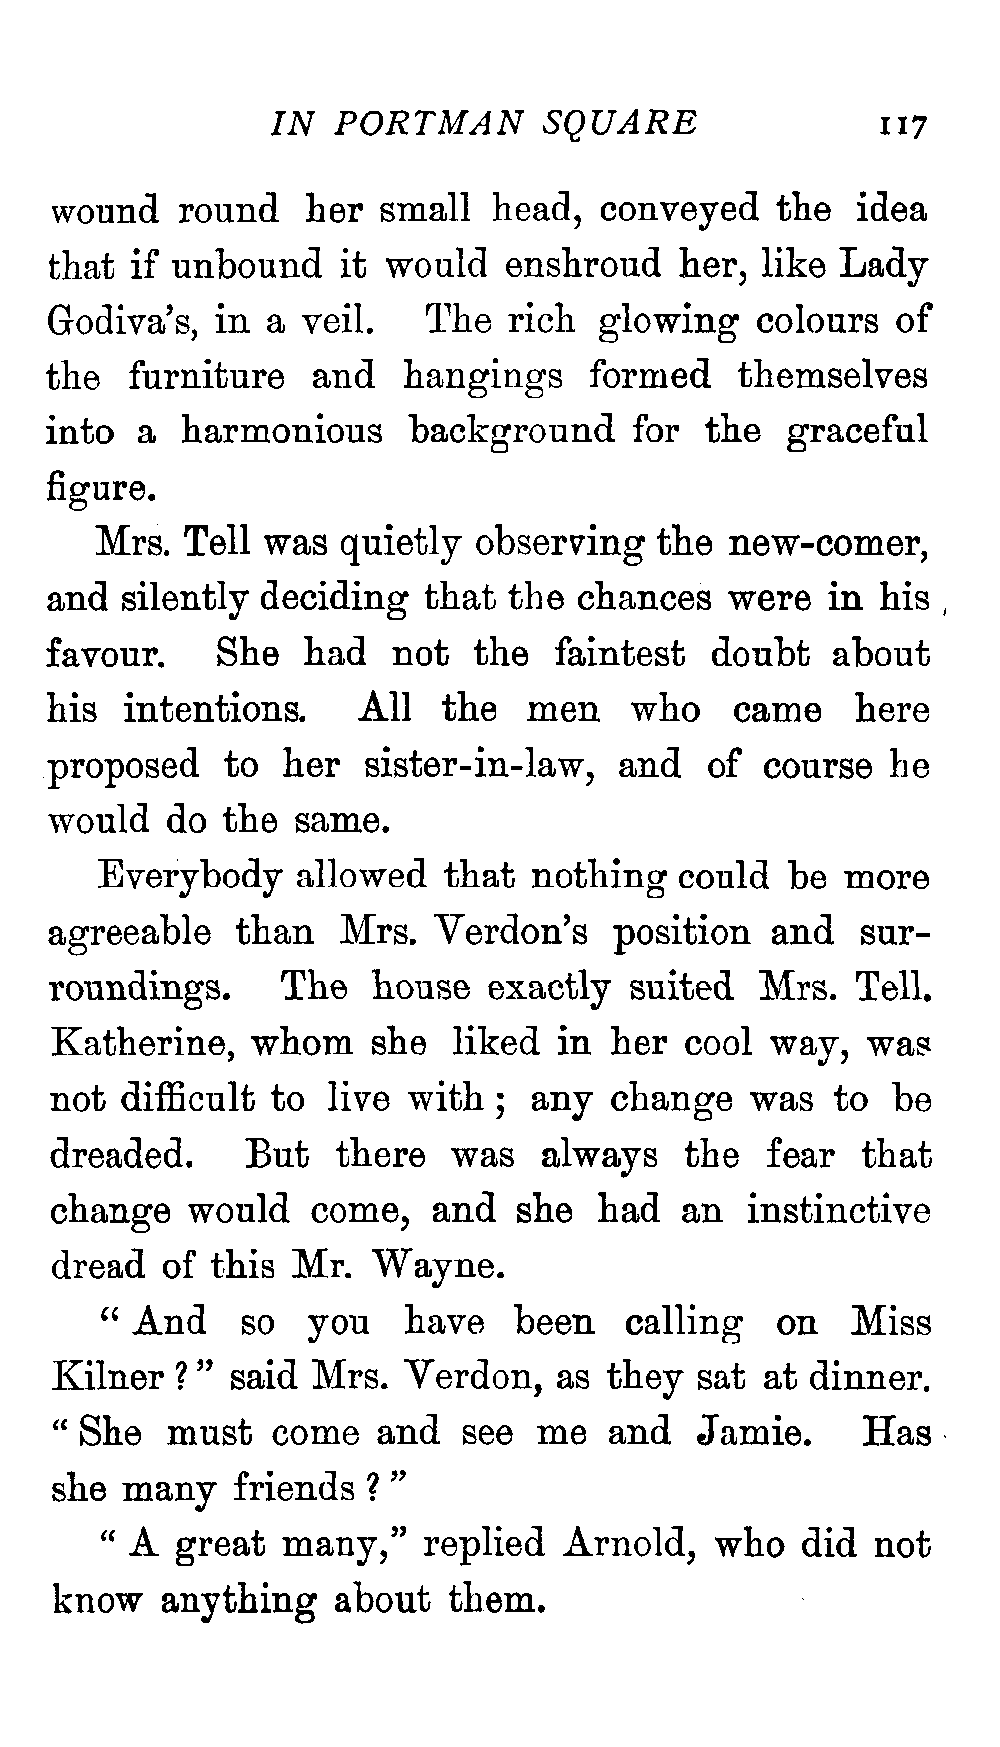 IN PORTMAN SQUARE 117
wound round her small head, conveyed the idea
that if unbound it would enshroud her, like Lady
Godiva's, in a veil. The rich glowing colours of
the furniture and hangings formed themselves
into a harmonious background for the graceful
figure.
Mrs. Tell was quietly observing the new-comer,
and silently deciding that the chances were in his
favour. She had not the faintest doubt about
his intentions. All the men who came here
proposed to her sister-in-law, and of course he
would do the same.
Everybody allowed that nothing could be more
agreeable than Mrs. Verdon's position and sur-
roundings. The house exactly suited Mrs. Tell.
Katherine, whom she liked in her cool way, was
not difficult to live with; any change was to be
dreaded. But there was always the fear that
change would come, and she had an instinctive
dread of this Mr. Wayne.
“And so you have been calling on Miss
Kilner?” said Mrs. Verdon, as they sat at dinner.
“She must come and see me and Jamie. Has
she many friends?”
“A great many,” replied Arnold, who did not
know anything about them.